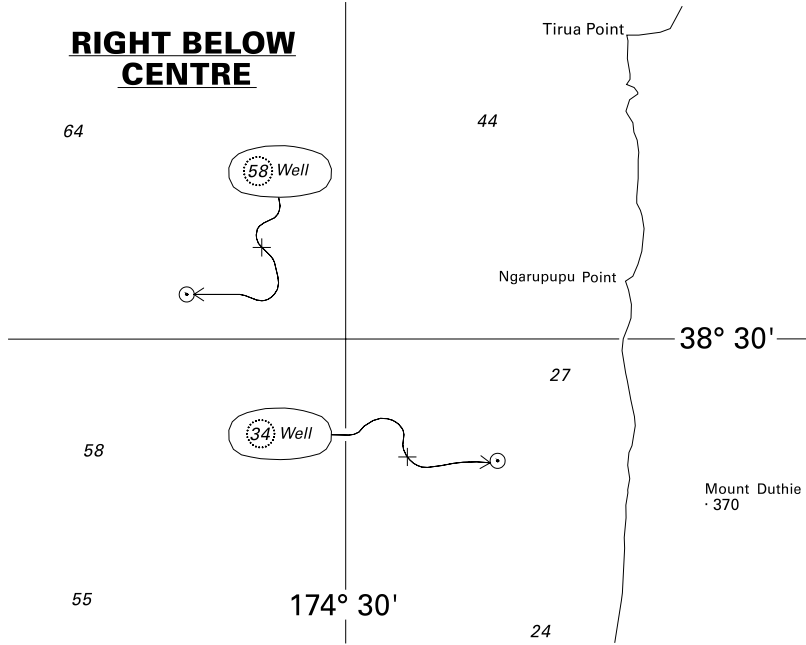 RIGHT BELOW
CENTRE
Tirua Point
64
44
58 Well
Ngarupupu Point
38° 30'
27
34 Well
58
Mount Duthie
· 370
55
174° 30'
24